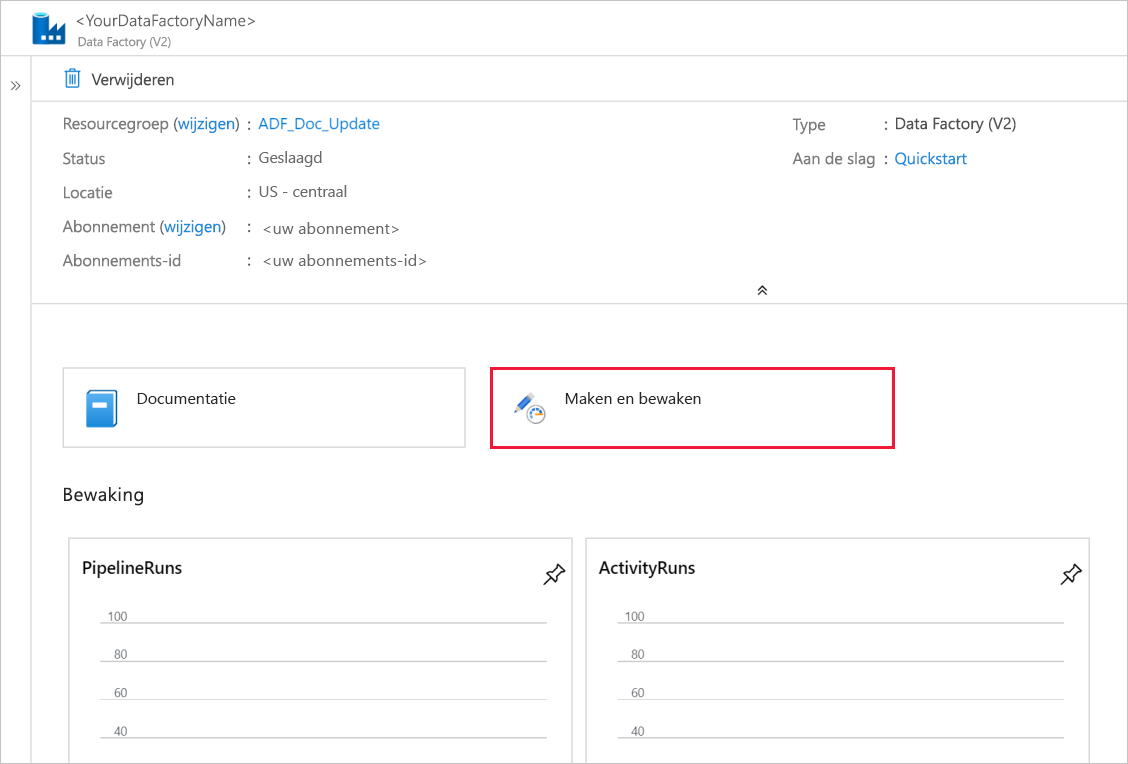 <YourDataFactoryName>
Data Factory (V2)
Verwijderen
Resourcegroep (wijzigen) : ADF_Doc_Update
Status : Geslaagd
Locatie : US - centraal
Abonnement (wijzigen) : <uw abonnement>
Abonnements-id : <uw abonnements-id>
Type : Data Factory (V2)
Aan de slag : Quickstart
Documentatie
Maken en bewaken
Bewaking
PipelineRuns
100
80
60
40
ActivityRuns
100
80
60
40